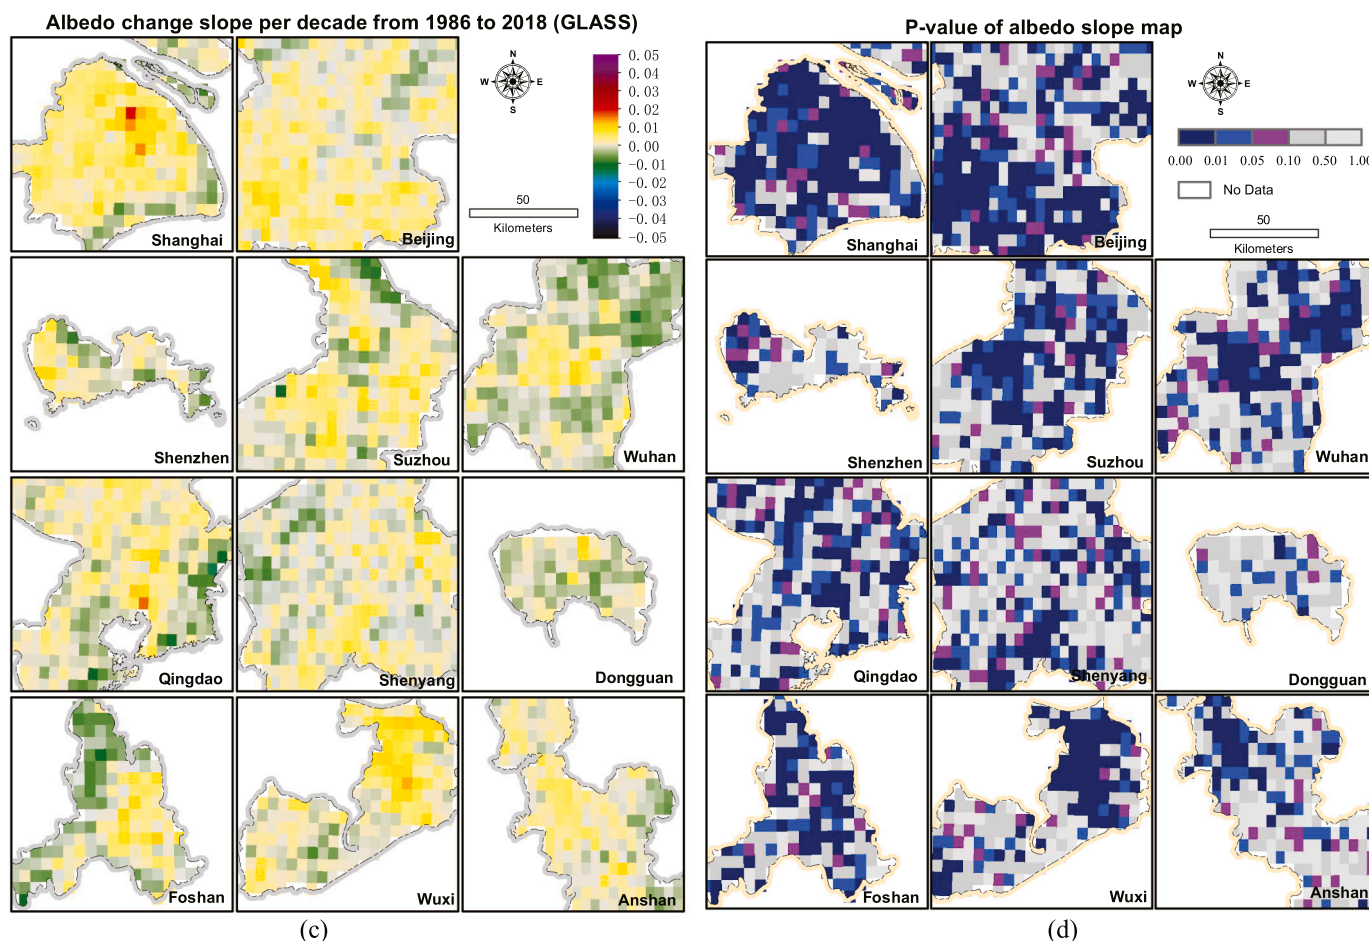 Albedo change slope per decade from 1986 to 2018 (GLASS)
N
W E
S
0.05
0.04
0.03
0.02
0.01
0.00
-0.01
-0.02
-0.03
-0.04
-0.05
50
Kilometers
Shanghai
Beijing
Shenzhen
Suzhou
Wuhan
Qingdao
Shenyang
Dongguan
Foshan
Wuxi
Anshan
(c)
P-value of albedo slope map
N
W E
S
0.00 0.01 0.05 0.10 0.50 1.00
No Data
50
Kilometers
Shanghai
Beijing
Shenzhen
Suzhou
Wuhan
Qingdao
Shenyang
Dongguan
Foshan
Wuxi
Anshan
(d)